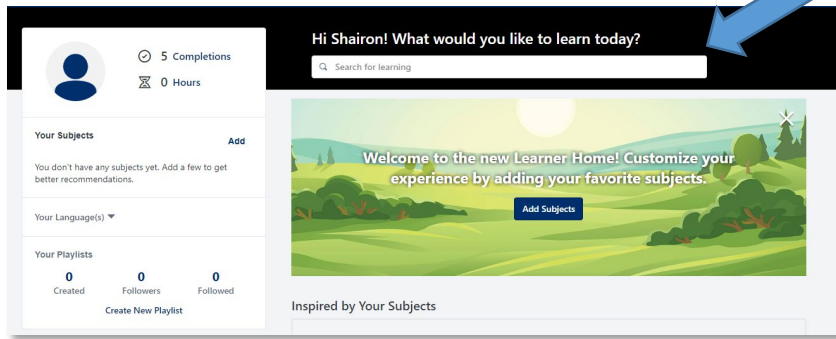 5 Completions
0 Hours
Your Subjects
Add
You don't have any subjects yet. Add a few to get
better recommendations.
Your Language(s)
Your Playlists
0 0 0
Created Followers Followed
Create New Playlist
Hi Shairon! What would you like to learn today?
Search for learning
Welcome to the new Learner Home! Customize your
experience by adding your favorite subjects.
Add Subjects
Inspired by Your Subjects